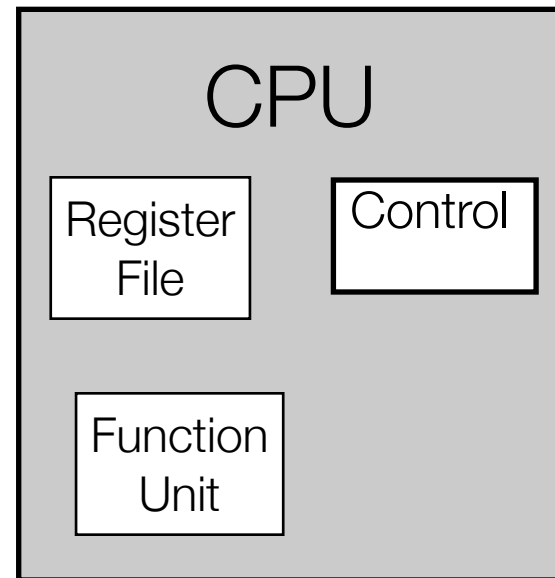 CPU
Register
File
Control
Function
Unit